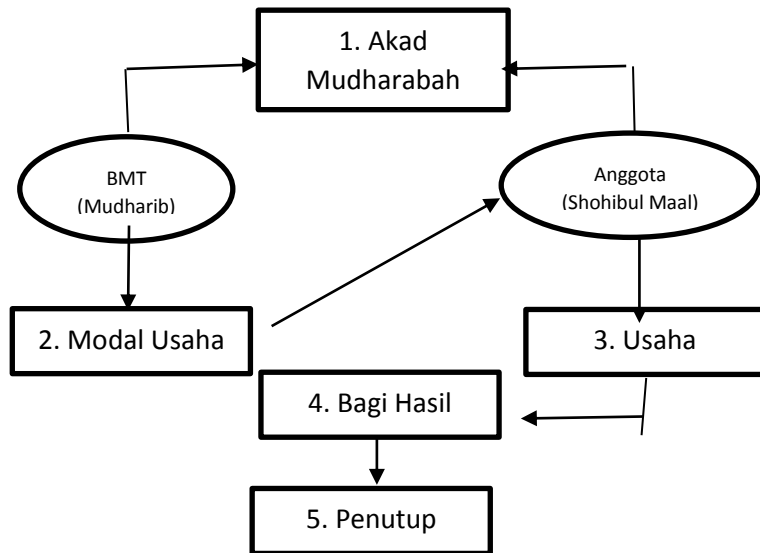 1. Akad
Mudharabah
BMT
(Mudharib)
Anggota
(Shohibul Maal)
2. Modal Usaha
3. Usaha
4. Bagi Hasil
5. Penutup